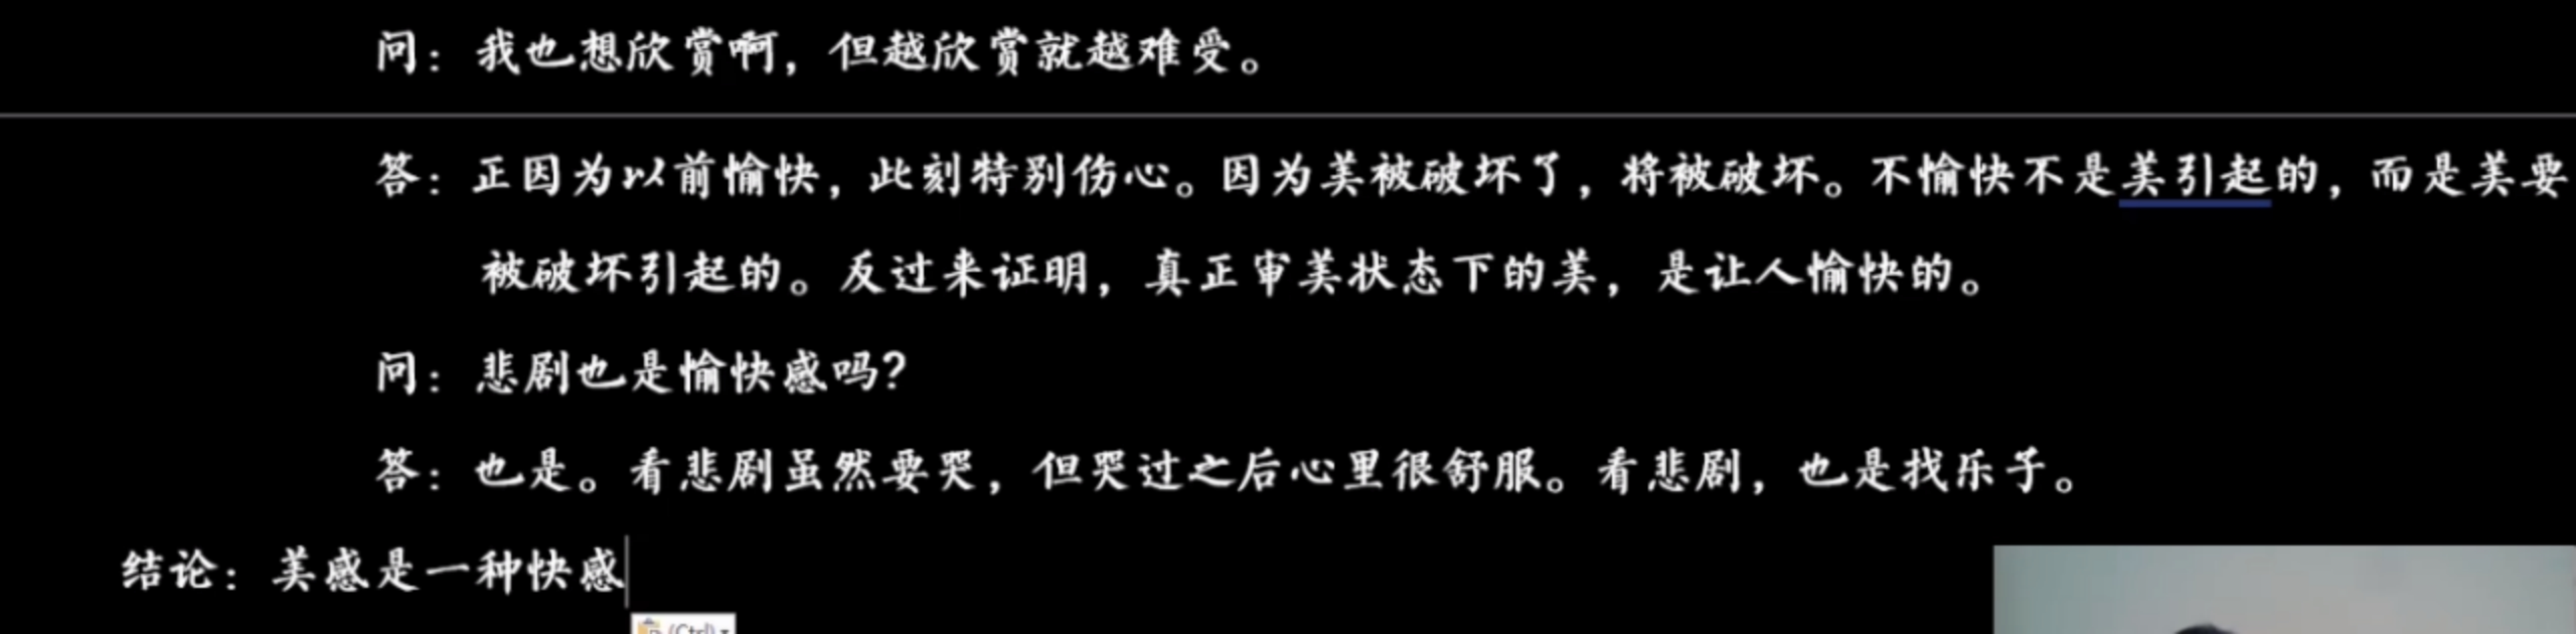 问：我也想欣赏啊，但越欣赏就越难受。
答：正因为以前愉快，此刻特别伤心。因为美被破坏了，将被破坏。不愉快不是美引起的，而是美要
被破坏引起的。反过来证明，真正审美状态下的美，是让人愉快的。
问：悲剧也是愉快感吗？
答：也是。看悲剧虽然要哭，但哭过之后心里很舒服。看悲剧，也是找乐子。
结论：美感是一种快感
(Ctrl)